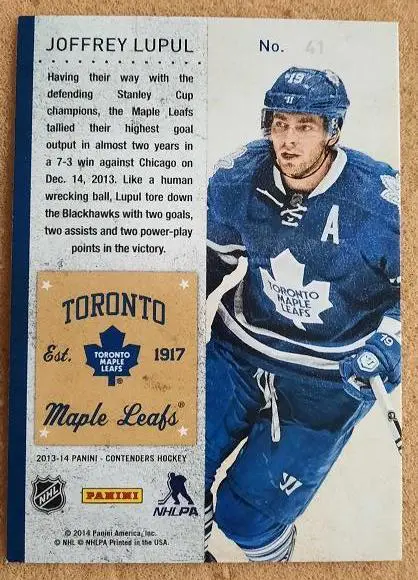 JOFFREY LUPUL No. 41
Having their way with the
defending Stanley Cup
champions, the Maple Leafs
tallied their highest goal
output in almost two years in
a 7-3 win against Chicago on
Dec. 14, 2013. Like a human
wrecking ball, Lupul tore down
the Blackhawks with two goals,
two assists and two power-play
points in the victory.
19
A
TORONTO
MAPLE
LEAFS
19
TORONTO
Est. 1917
TORONTO
MAPLE
LEAFS
®
Maple Leafs®
2013-14 PANINI - CONTENDERS HOCKEY
NHL
PANINI
NHLPA
© 2014 Panini America, Inc.
© NHL © NHLPA Printed in the USA.